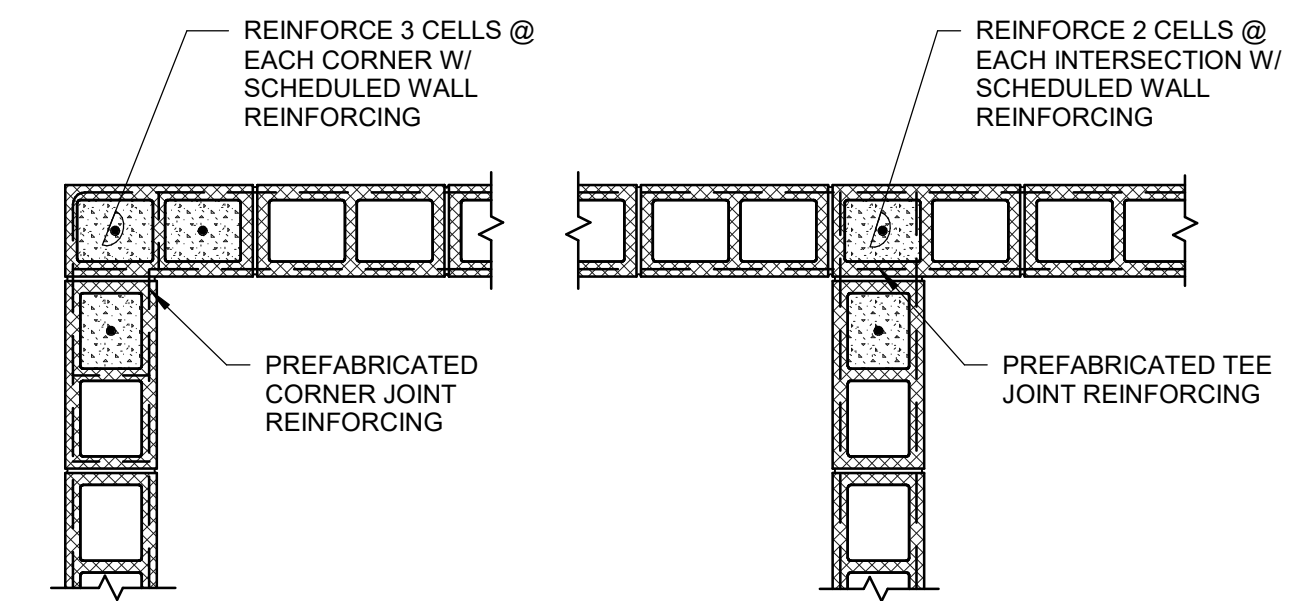 REINFORCE 3 CELLS @
EACH CORNER W/
SCHEDULED WALL
REINFORCING
REINFORCE 2 CELLS @
EACH INTERSECTION W/
SCHEDULED WALL
REINFORCING
PREFABRICATED
CORNER JOINT
REINFORCING
PREFABRICATED TEE
JOINT REINFORCING